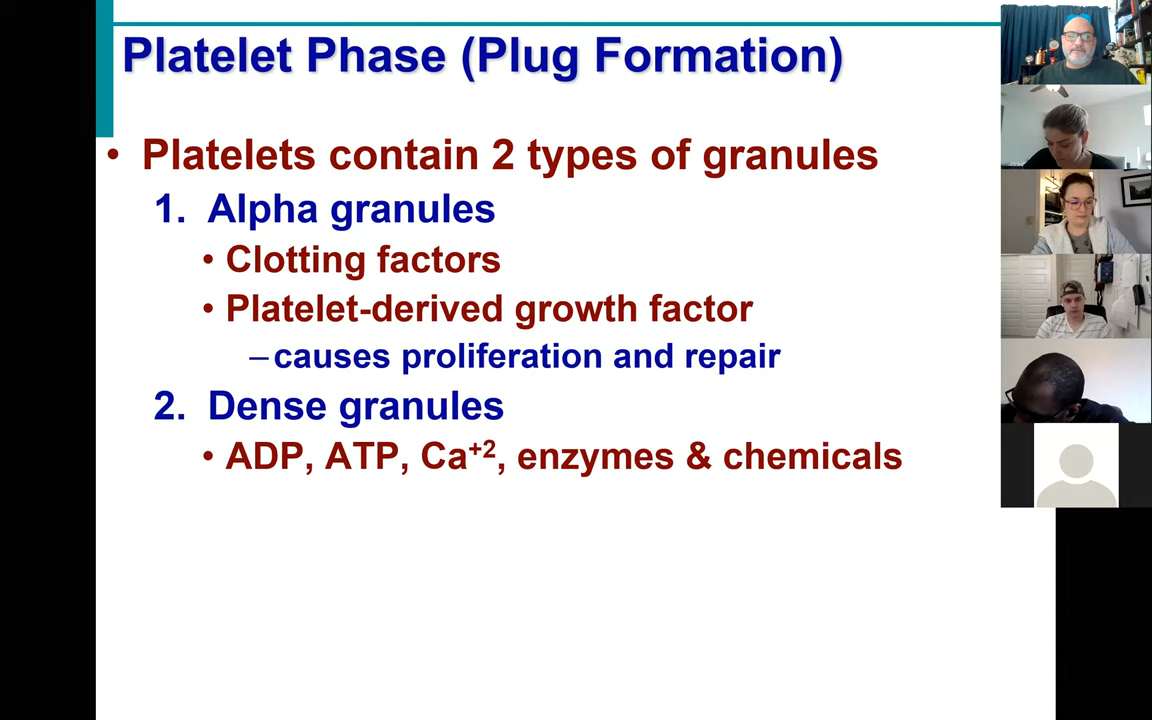 Platelet Phase (Plug Formation)
• Platelets contain 2 types of granules
1. Alpha granules
• Clotting factors
• Platelet-derived growth factor
–causes proliferation and repair
2. Dense granules
• ADP, ATP, Ca⁺², enzymes & chemicals